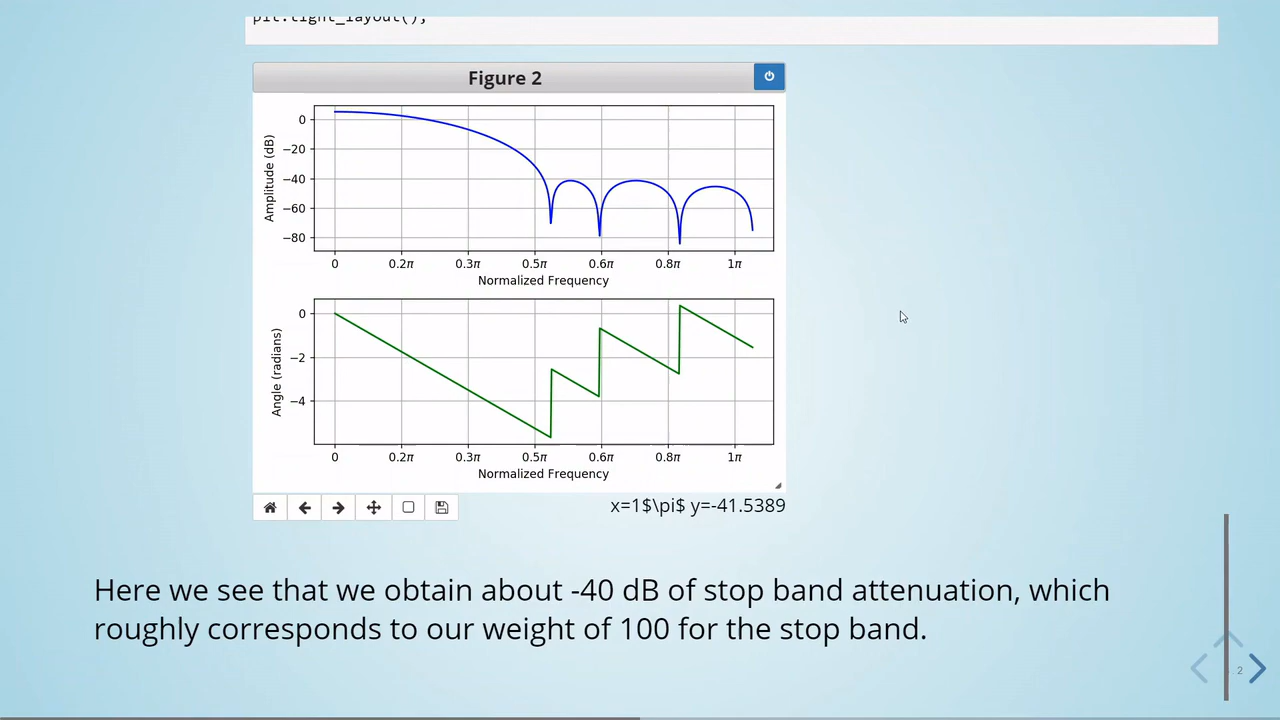 plt.tight_layout();
Figure 2
Amplitude (dB)
0
−20
−40
−60
−80
0 0.2π 0.3π 0.5π 0.6π 0.8π 1π
Normalized Frequency
Angle (radians)
0
−2
−4
0 0.2π 0.3π 0.5π 0.6π 0.8π 1π
Normalized Frequency
x=1$\pi$ y=-41.5389
Here we see that we obtain about -40 dB of stop band attenuation, which
roughly corresponds to our weight of 100 for the stop band.
2